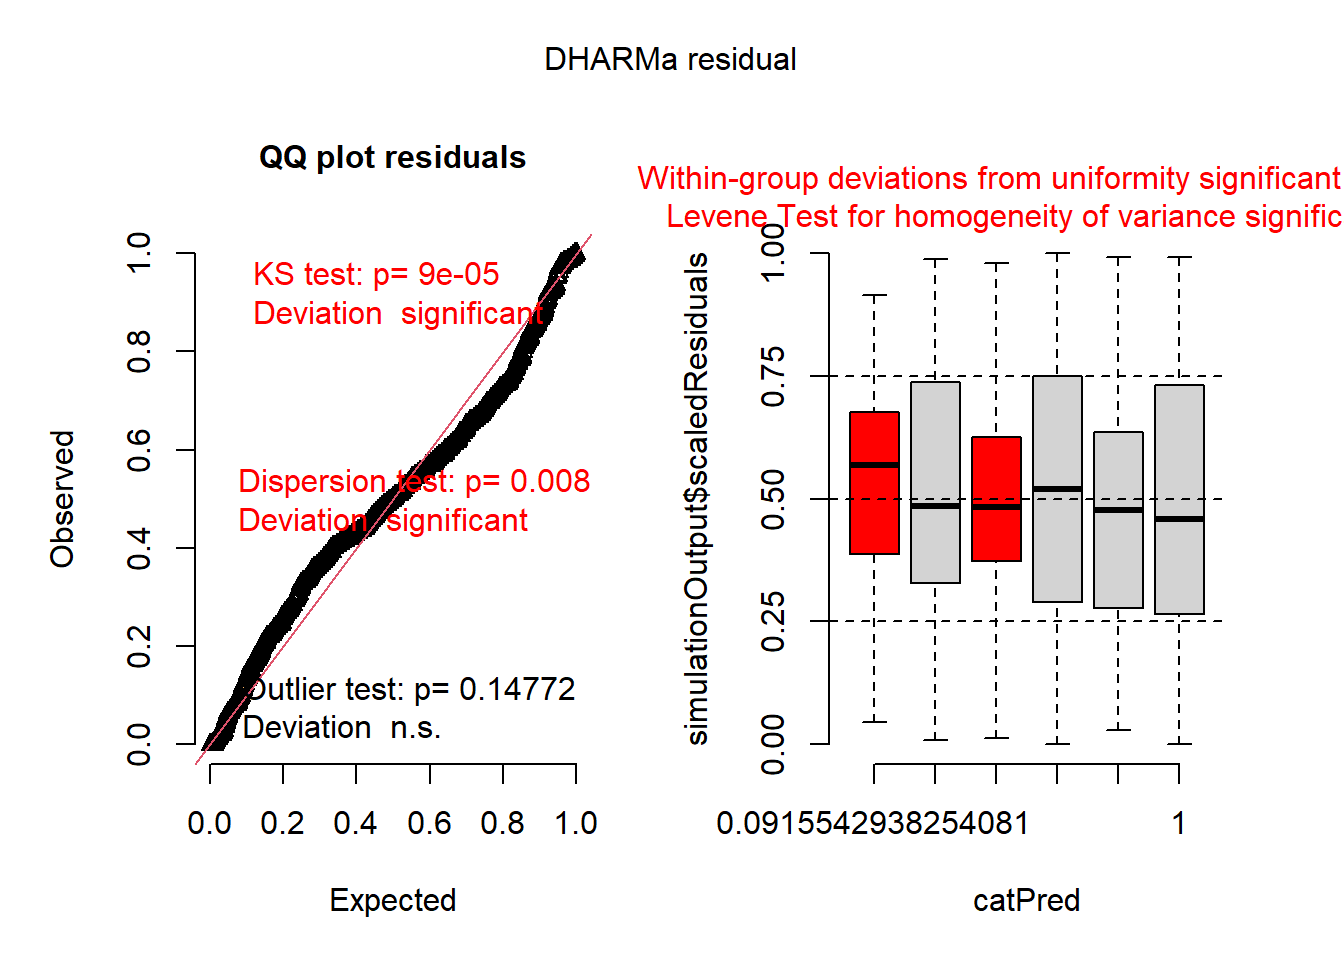 DHARMa residual
QQ plot residuals
KS test: p= 9e-05
Deviation  significant
Dispersion test: p= 0.008
Deviation  significant
Outlier test: p= 0.14772
Deviation  n.s.
Observed
0.0 0.2 0.4 0.6 0.8 1.0
0.0 0.2 0.4 0.6 0.8 1.0
Expected
Within-group deviations from uniformity significant
Levene Test for homogeneity of variance signific
simulationOutput$scaledResiduals
0.00 0.25 0.50 0.75 1.00
0.0915542938254081 1
catPred